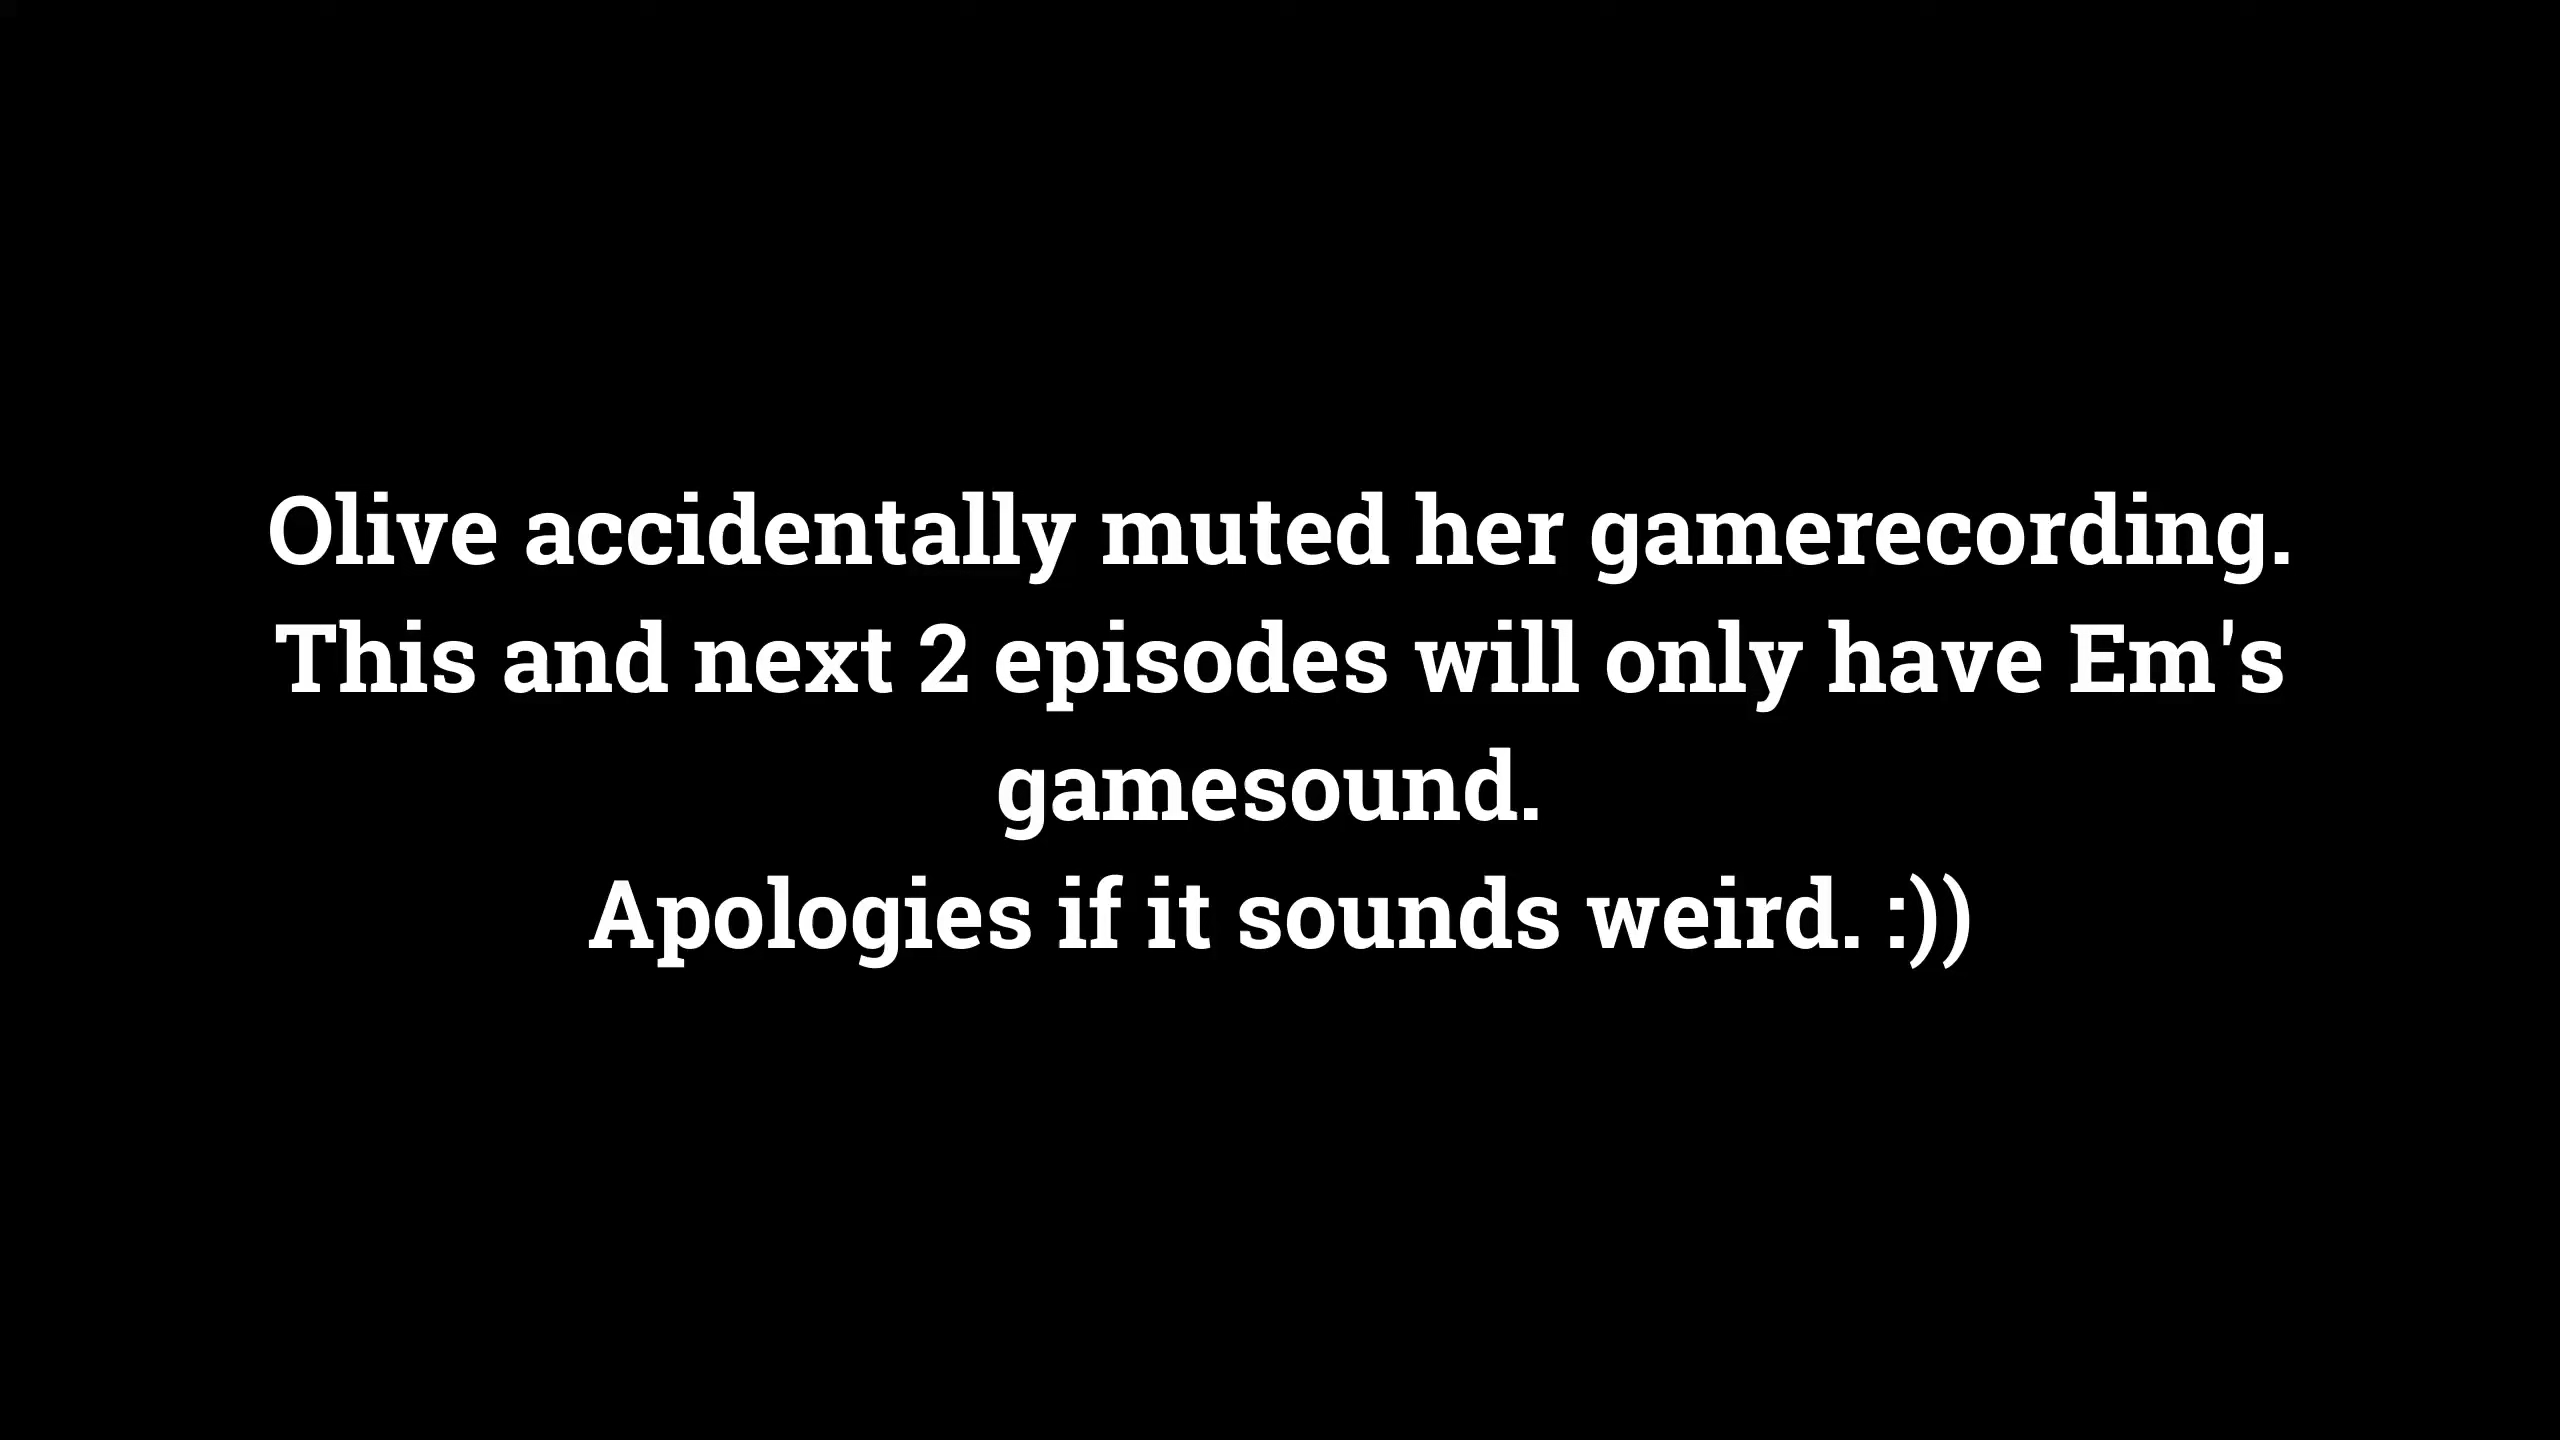 Olive accidentally muted her gamerecording.
This and next 2 episodes will only have Em's
gamesound.
Apologies if it sounds weird. :))